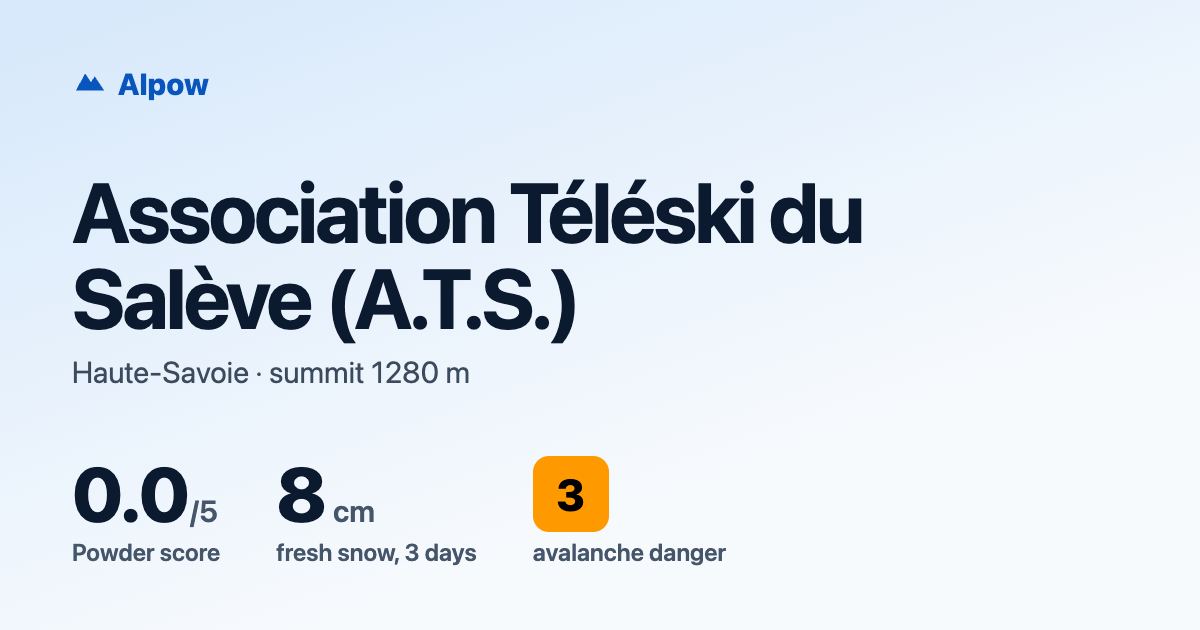 Alpow
Association Téléski du
Salève (A.T.S.)
Haute-Savoie · summit 1280 m
0.0/5
Powder score
8 cm
fresh snow, 3 days
3
avalanche danger